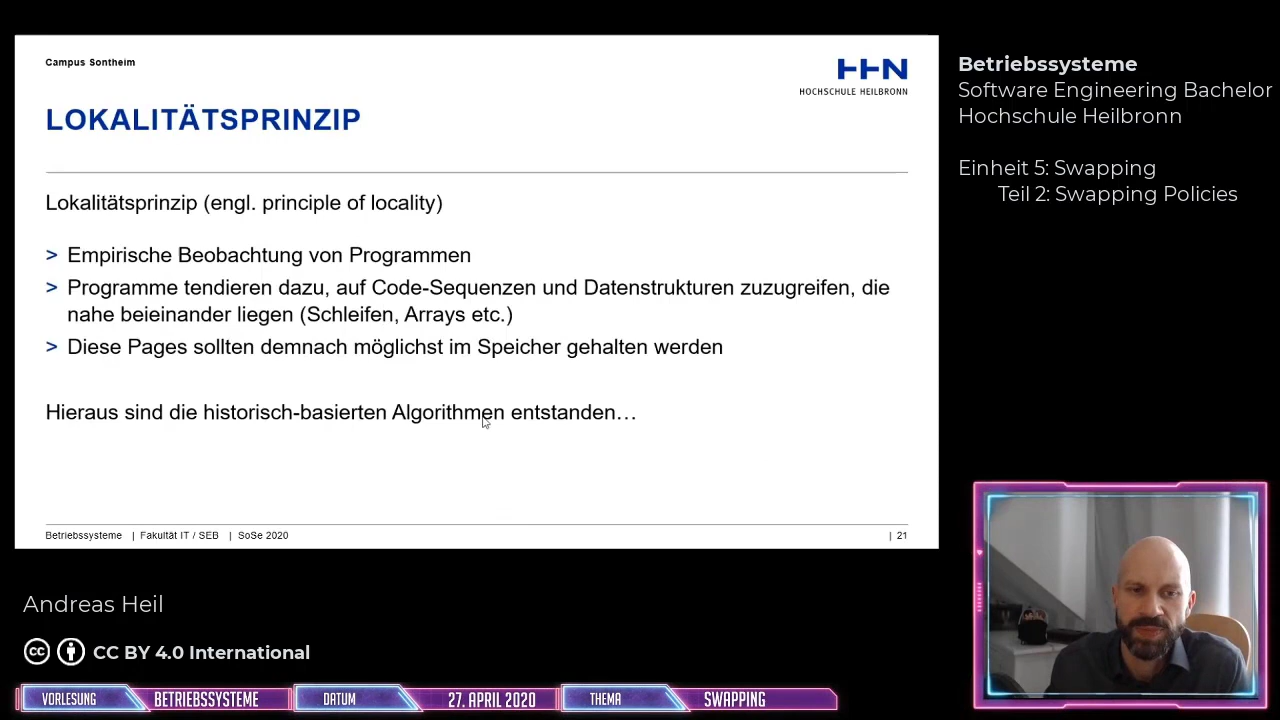 Campus Sontheim
HHN
HOCHSCHULE HEILBRONN
LOKALITÄTSPRINZIP
Lokalitätsprinzip (engl. principle of locality)
> Empirische Beobachtung von Programmen
> Programme tendieren dazu, auf Code-Sequenzen und Datenstrukturen zuzugreifen, die
nahe beieinander liegen (Schleifen, Arrays etc.)
> Diese Pages sollten demnach möglichst im Speicher gehalten werden
Hieraus sind die historisch-basierten Algorithmen entstanden…
Betriebssysteme | Fakultät IT / SEB | SoSe 2020
| 21
Betriebssysteme
Software Engineering Bachelor
Hochschule Heilbronn
Einheit 5: Swapping
Teil 2: Swapping Policies
Andreas Heil
cc CC BY 4.0 International
VORLESUNG BETRIEBSSYSTEME DATUM 27. APRIL 2020 THEMA SWAPPING